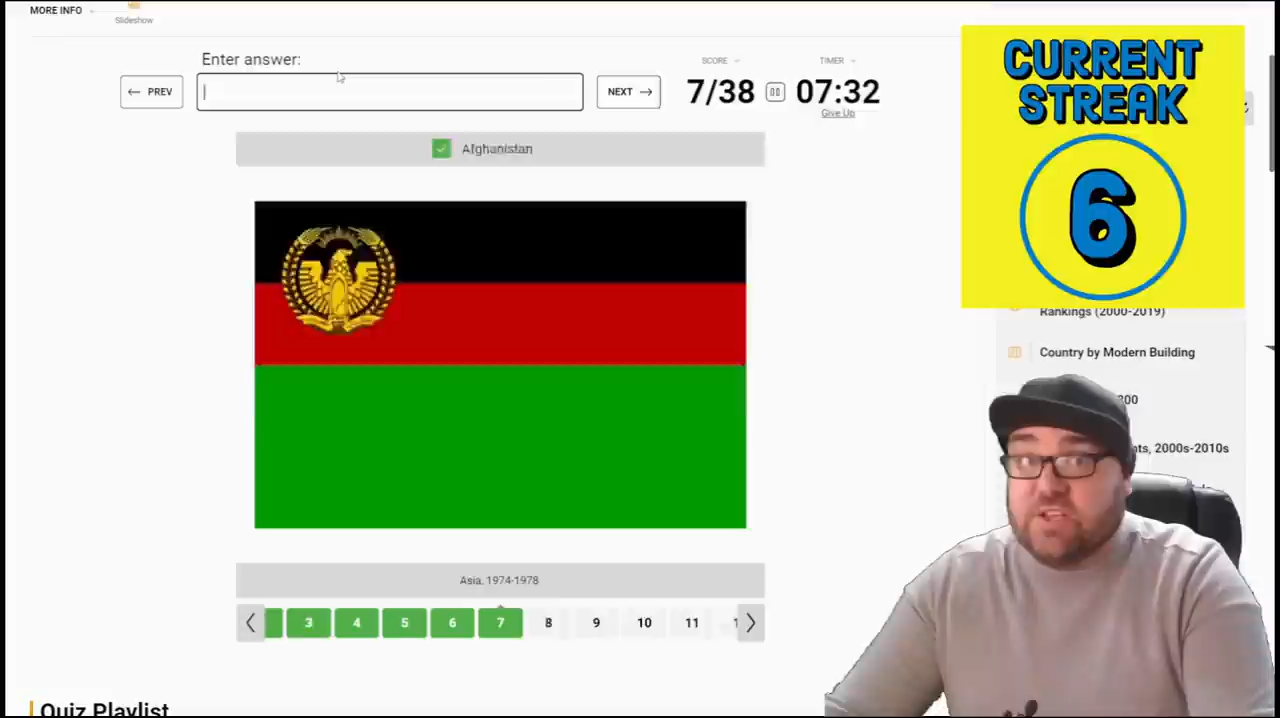 MORE INFO
Slideshow
Enter answer:
PREV
NEXT
SCORE
7/38
TIMER
07:32
Give Up
Afghanistan
CURRENT
STREAK
6
Rankings (2000-2019)
Country by Modern Building
Asia, 1974-1978
3 4 5 6 7 8 9 10 11
Quiz Playlist